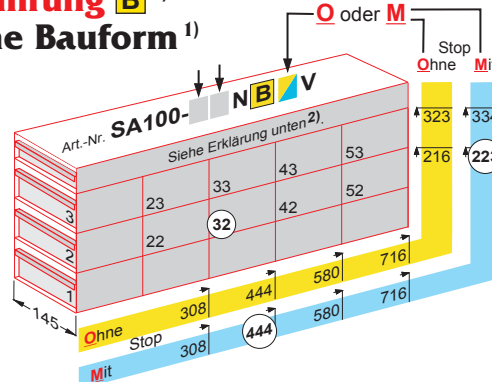 hrung B
ne Bauform 1)
O oder M
Stop
Ohne Mit
Art.-Nr. SA100- N B V
Siehe Erklärung unten 2).
323 334
216 223
53
43
33
23
52
42
32
22
3
2
1
145
308 444 580 716
Ohne
Stop
308 444 580 716
Mit